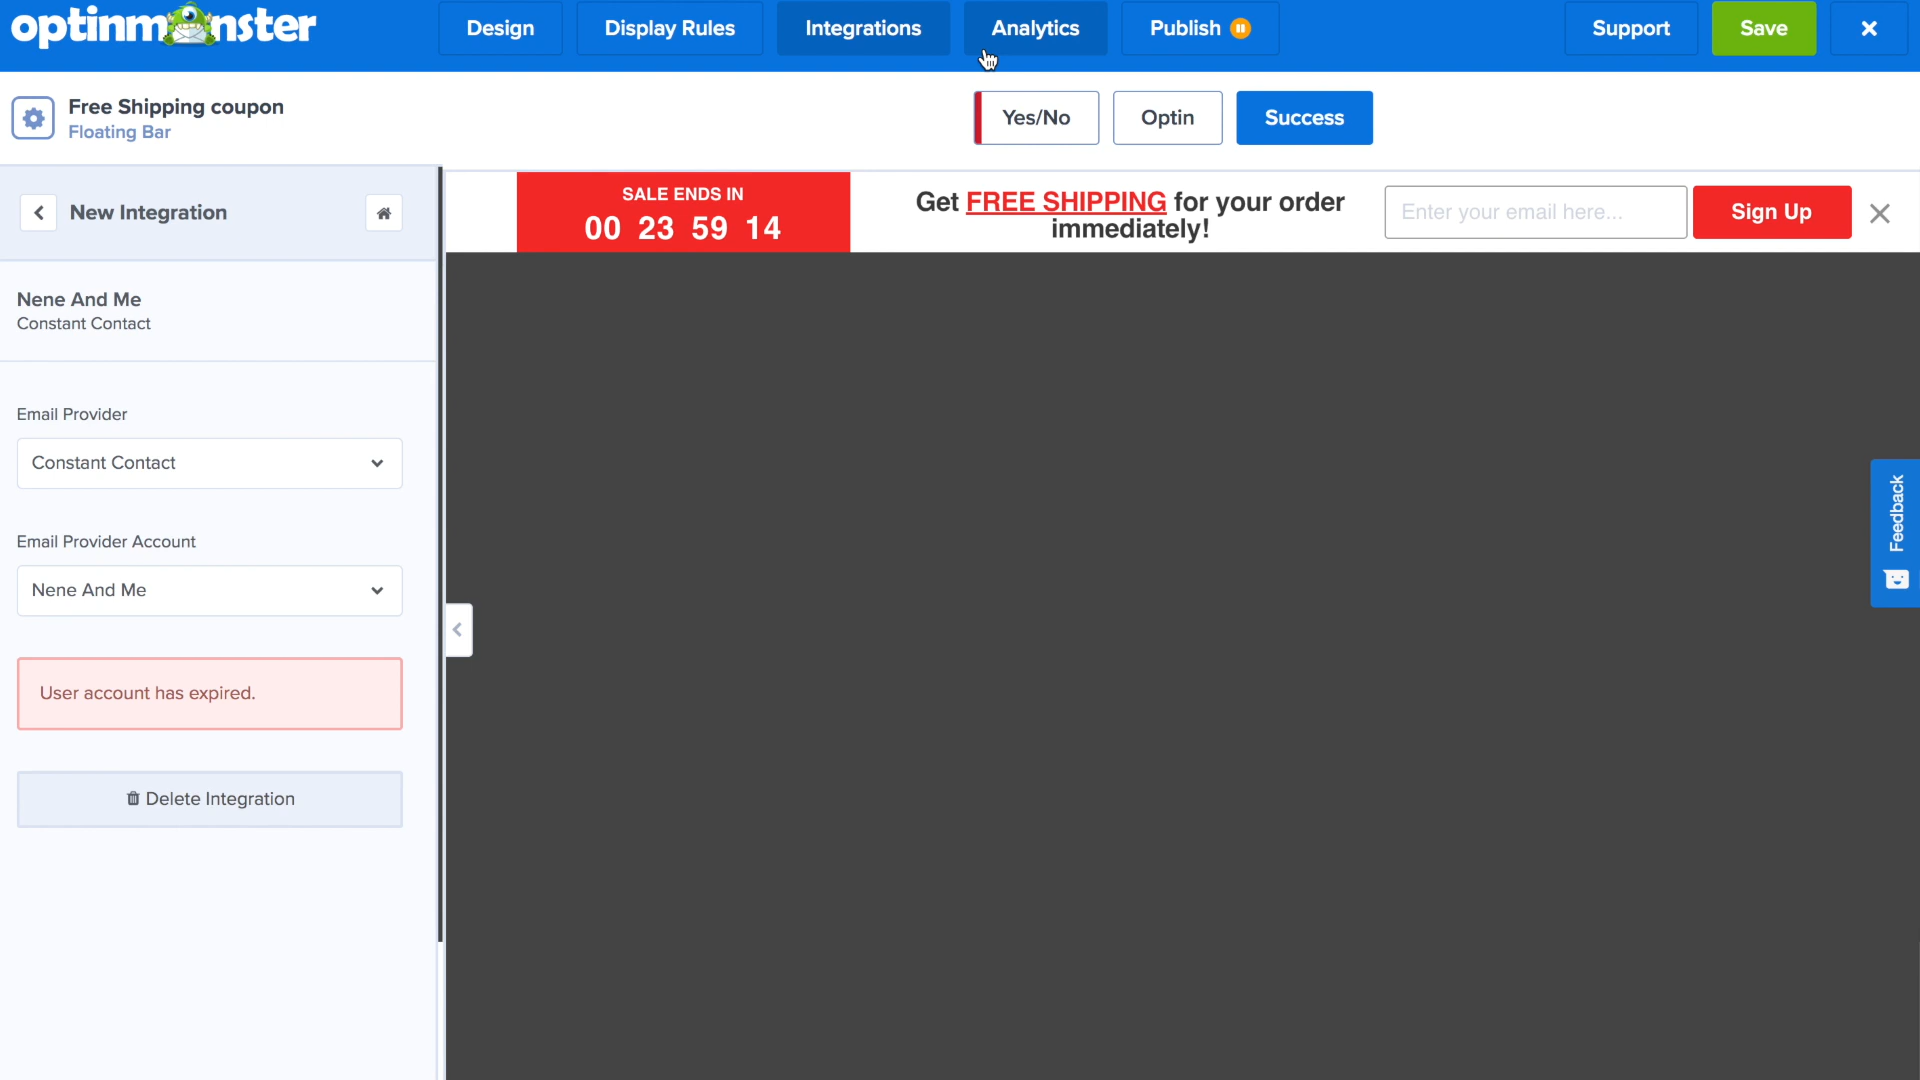 optinmonster
Design
Display Rules
Integrations
Analytics
Publish
Support
Save
Free Shipping coupon
Floating Bar
Yes/No
Optin
Success
New Integration
SALE ENDS IN
00 23 59 14
Get FREE SHIPPING for your order
immediately!
Enter your email here...
Sign Up
Nene And Me
Constant Contact
Email Provider
Constant Contact
Email Provider Account
Nene And Me
User account has expired.
Delete Integration
Feedback